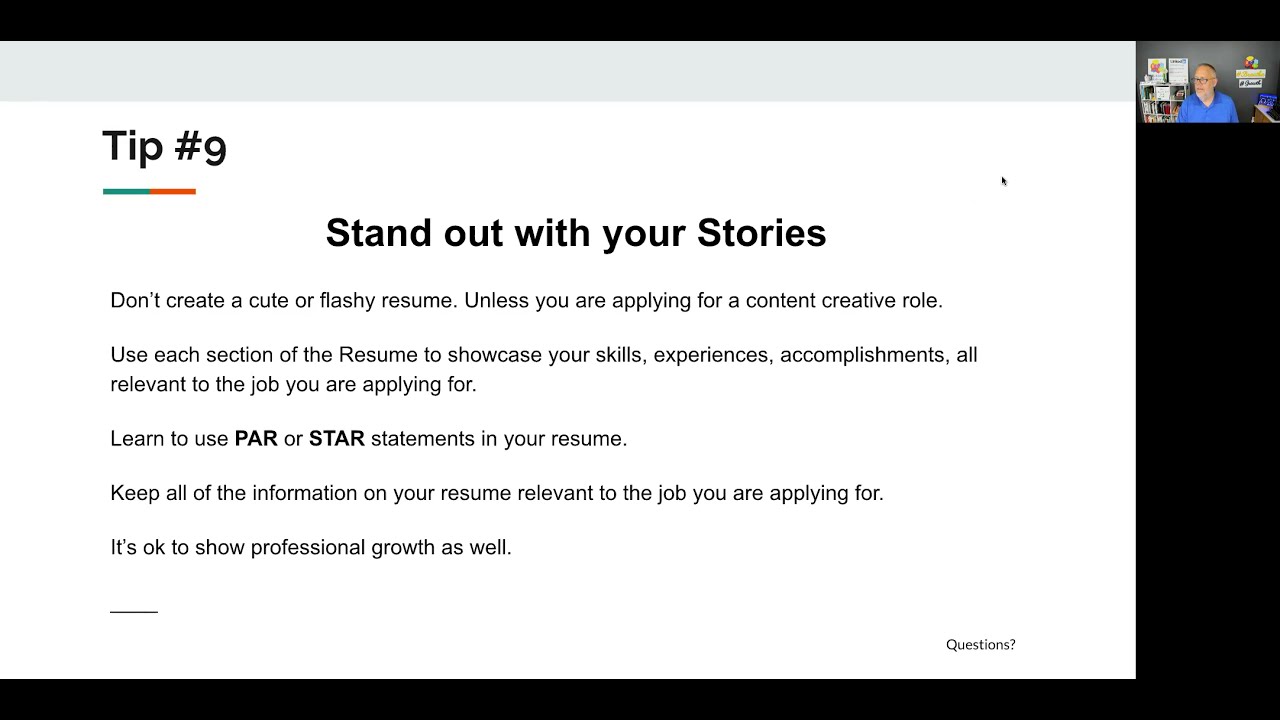 Tip #9
Stand out with your Stories
Don’t create a cute or flashy resume. Unless you are applying for a content creative role.
Use each section of the Resume to showcase your skills, experiences, accomplishments, all
relevant to the job you are applying for.
Learn to use PAR or STAR statements in your resume.
Keep all of the information on your resume relevant to the job you are applying for.
It’s ok to show professional growth as well.
Questions?